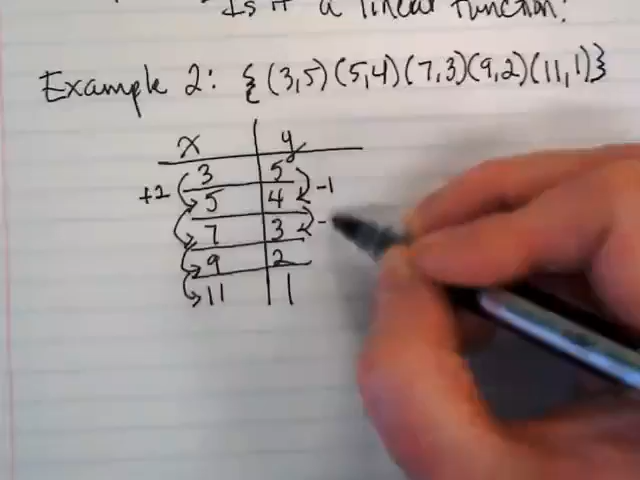 Is it a linear function?
Example 2: {(3,5)(5,4)(7,3)(9,2)(11,1)}
x y
3 5
+2 -1
5 4
-
7 3
9 2
11 1